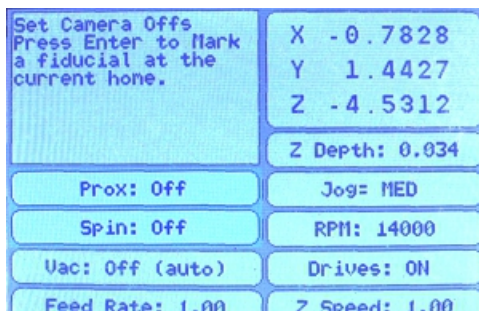 Set Camera Offs
Press Enter to Mark
a fiducial at the
current home.
X -0.7828
Y 1.4427
Z -4.5312
Z Depth: 0.034
Prox: Off
Jog= MED
Spin: Off
RPM: 14000
Vac: Off (auto)
Drives: ON
Feed Rate: 1.00
Z Speed: 1.00